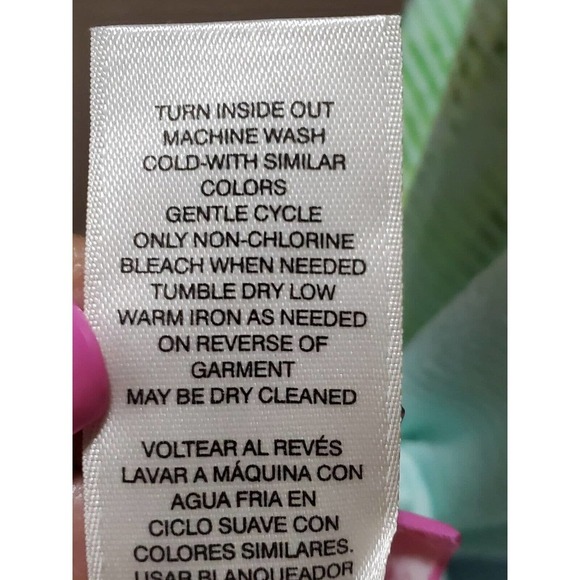 TURN INSIDE OUT
MACHINE WASH
COLD-WITH SIMILAR
COLORS
GENTLE CYCLE
ONLY NON-CHLORINE
BLEACH WHEN NEEDED
TUMBLE DRY LOW
WARM IRON AS NEEDED
ON REVERSE OF
GARMENT
MAY BE DRY CLEANED
VOLTEAR AL REVÉS
LAVAR A MÁQUINA CON
AGUA FRIA EN
CICLO SUAVE CON
COLORES SIMILARES.
USAR BLANQUEADOR